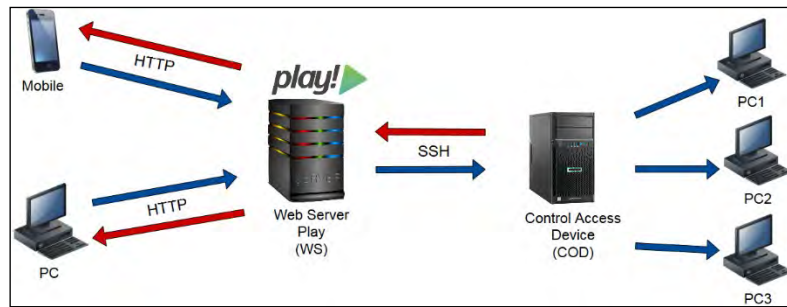 HTTP
Mobile
play!
PC1
SSH
HTTP
PC2
Web Server
Play
(WS)
Control Access
Device
(COD)
PC
PC3